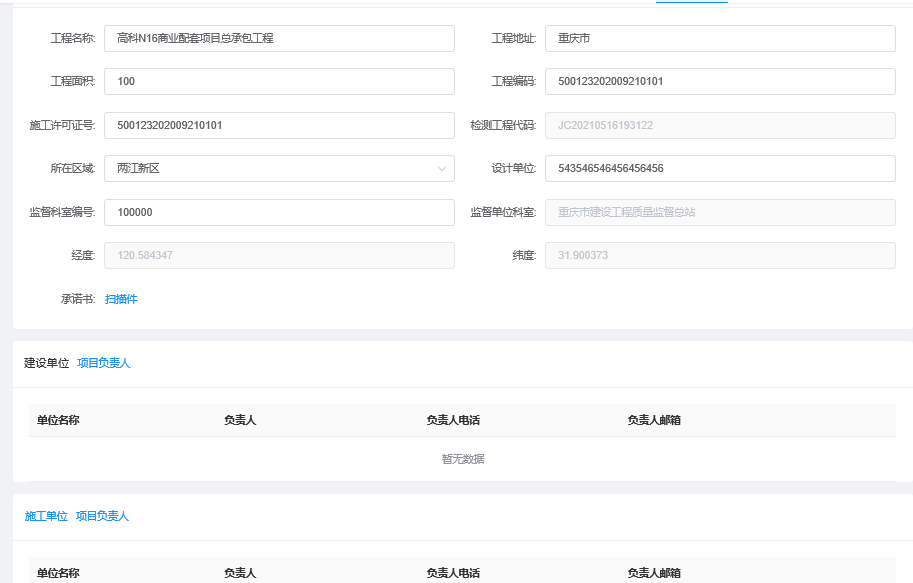 工程名称: 高科N16商业配套项目总承包工程 工程地址: 重庆市
工程面积: 100 工程编码: 500123202009210101
施工许可证号: 500123202009210101 检测工程代码: JC20210516193122
所在区域: 两江新区 设计单位: 543546546456456456
监督科室编号: 100000 监督单位科室: 重庆市建设工程质量监督总站
经度: 120.584347 纬度: 31.900373
承诺书: 扫描件
建设单位 项目负责人
单位名称 负责人 负责人电话 负责人邮箱
暂无数据
施工单位 项目负责人
单位名称 负责人 负责人电话 负责人邮箱